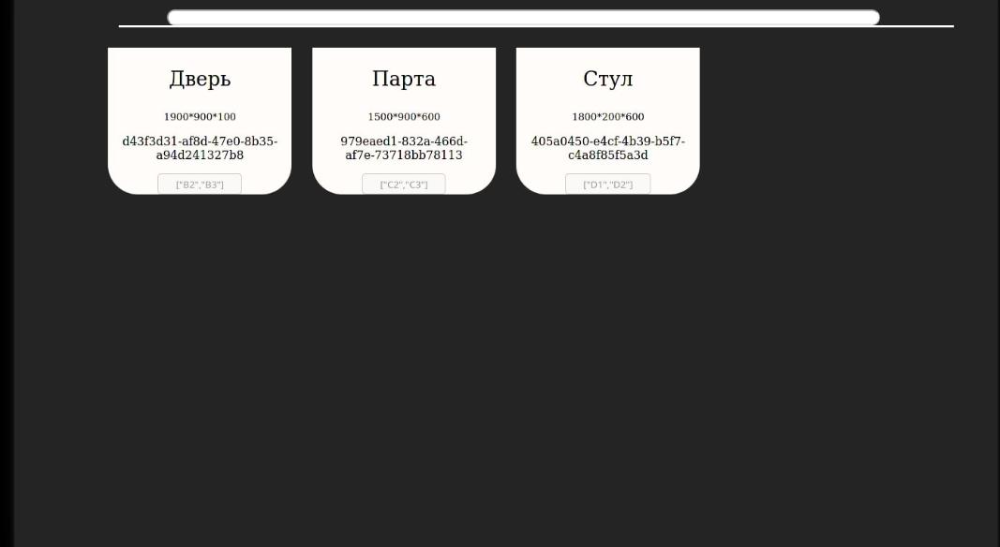 Дверь
1900*900*100
d43f3d31-af8d-47e0-8b35-
a94d241327b8
["B2","B3"]
Парта
1500*900*600
979eaed1-832a-466d-
af7e-73718bb78113
["C2","C3"]
Стул
1800*200*600
405a0450-e4cf-4b39-b5f7-
c4a8f85f5a3d
["D1","D2"]